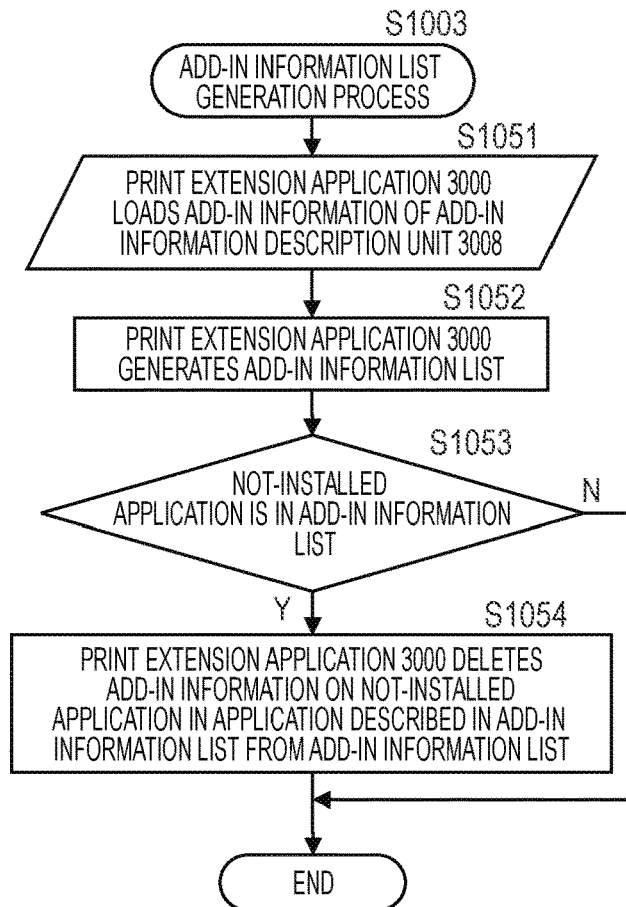 S1003
ADD-IN INFORMATION LIST
GENERATION PROCESS
S1051
PRINT EXTENSION APPLICATION 3000
LOADS ADD-IN INFORMATION OF ADD-IN
INFORMATION DESCRIPTION UNIT 3008
S1052
PRINT EXTENSION APPLICATION 3000
GENERATES ADD-IN INFORMATION LIST
S1053
NOT-INSTALLED
APPLICATION IS IN ADD-IN INFORMATION
LIST
N
Y
S1054
PRINT EXTENSION APPLICATION 3000 DELETES
ADD-IN INFORMATION ON NOT-INSTALLED
APPLICATION IN APPLICATION DESCRIBED IN ADD-IN
INFORMATION LIST FROM ADD-IN INFORMATION LIST
END